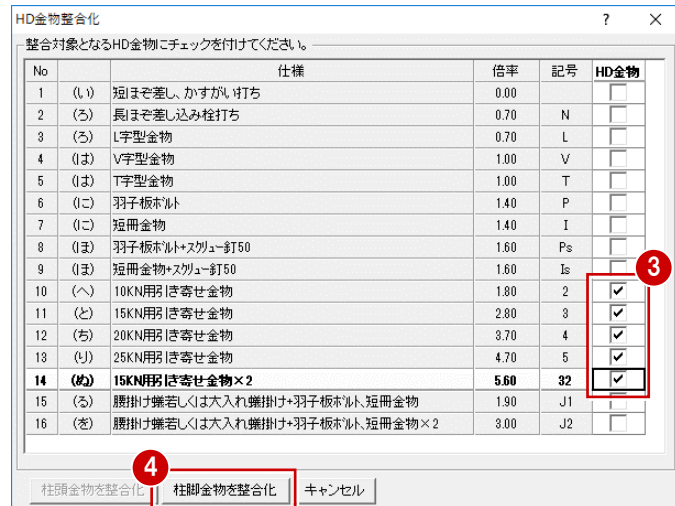 HD金物整合化 ? ×
整合対象となるHD金物にチェックを付けてください。
No 仕様 倍率 記号 HD金物
1 (い) 短ほぞ差し、かすがい打ち 0.00
2 (ろ) 長ほぞ差し込み栓打ち 0.70 N
3 (ろ) L字型金物 0.70 L
4 (は) V字型金物 1.00 V
5 (は) T字型金物 1.00 T
6 (に) 羽子板ボルト 1.40 P
7 (に) 短冊金物 1.40 I
8 (ほ) 羽子板ボルト+スクリュー釘50 1.60 Ps
9 (ほ) 短冊金物+スクリュー釘50 1.60 Is
3
10 (へ) 10KN用引き寄せ金物 1.80 2
11 (と) 15KN用引き寄せ金物 2.80 3
12 (ち) 20KN用引き寄せ金物 3.70 4
13 (り) 25KN用引き寄せ金物 4.70 5
14 (ぬ) 15KN用引き寄せ金物×2 5.60 32
15 (る) 腰掛け蟻若しくは大入れ蟻掛け+羽子板ボルト、短冊金物 1.90 J1
16 (を) 腰掛け蟻若しくは大入れ蟻掛け+羽子板ボルト、短冊金物×2 3.00 J2
4
柱頭金物を整合化 柱脚金物を整合化 キャンセル